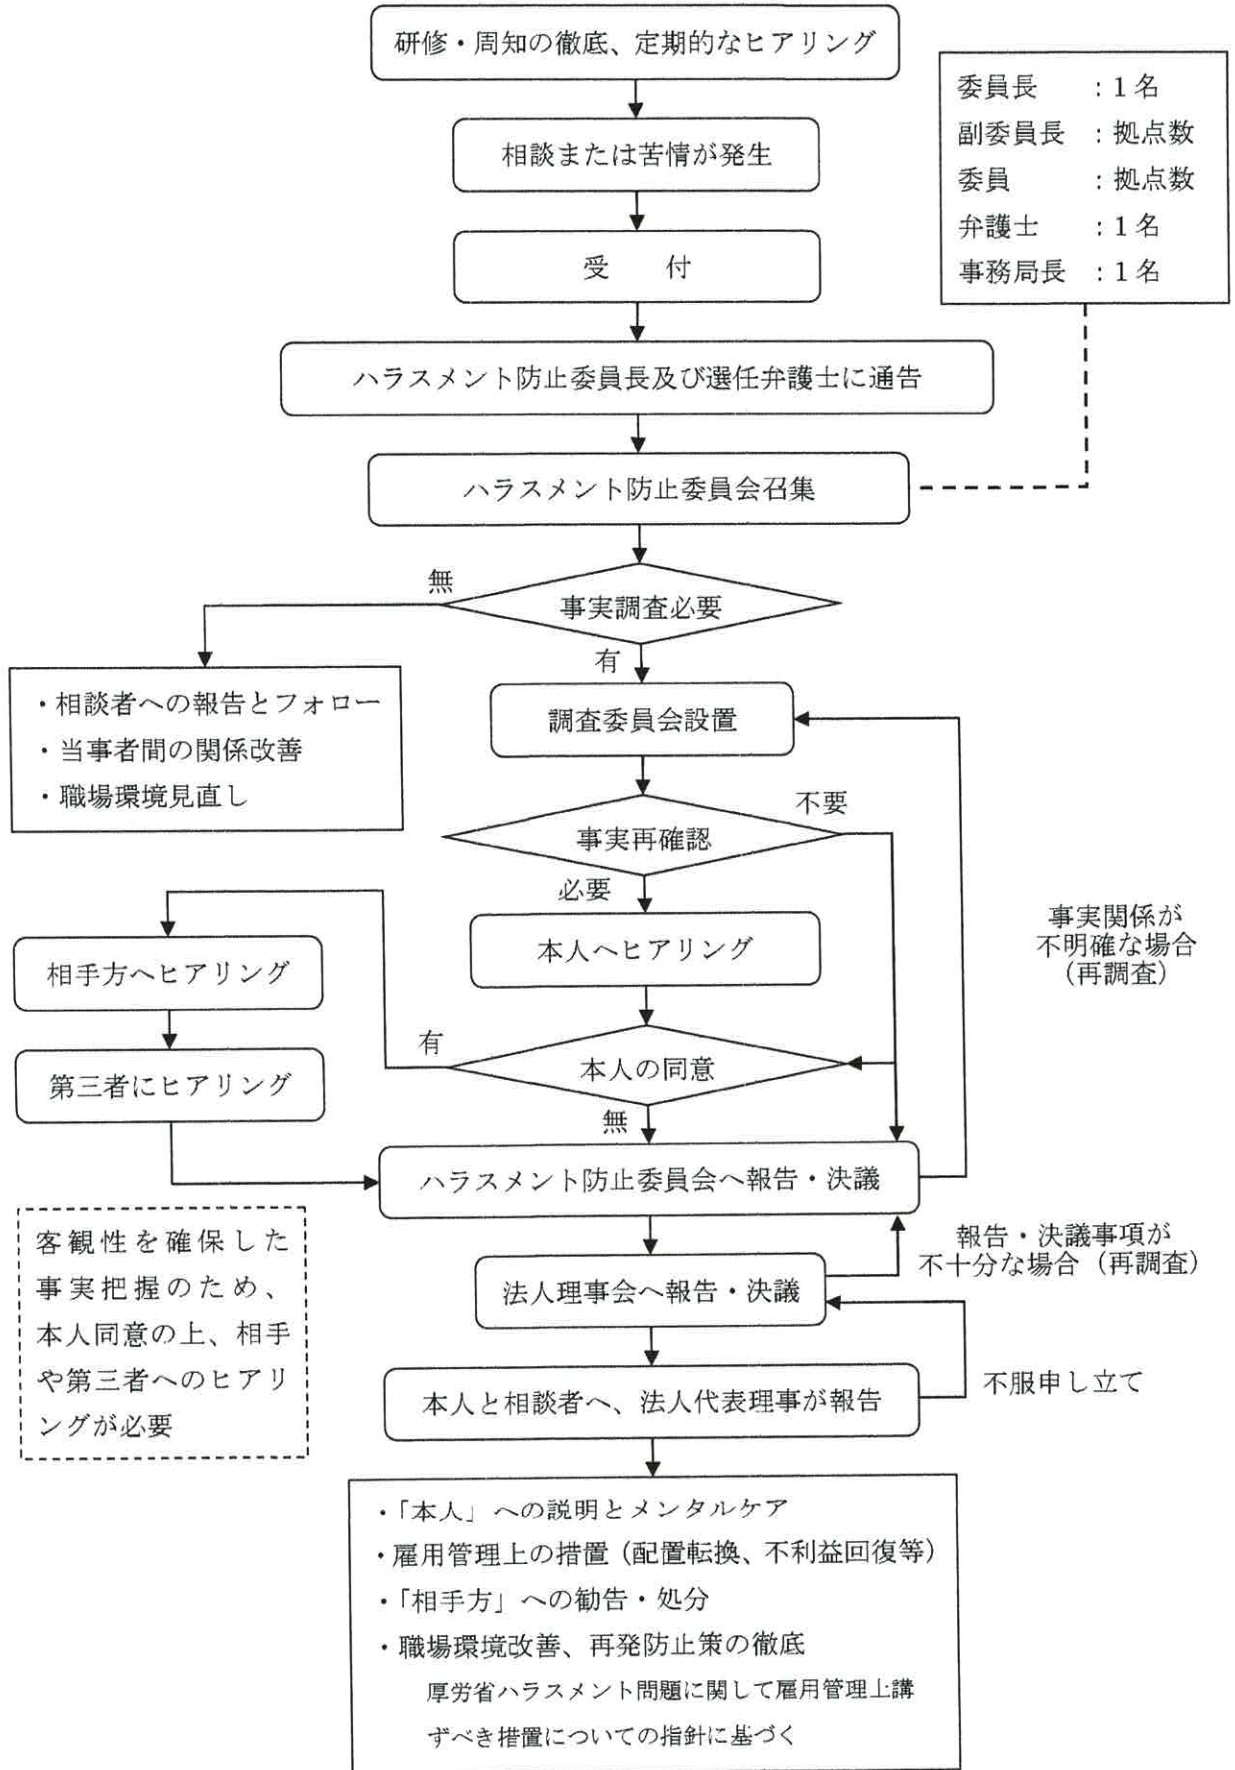 研修・周知の徹底、定期的なヒアリング
委員長　　：1名
副委員長　：拠点数
委員　　　：拠点数
弁護士　　：1名
事務局長　：1名
相談または苦情が発生
受　　付
ハラスメント防止委員長及び選任弁護士に通告
ハラスメント防止委員会召集
事実調査必要
無
有
・相談者への報告とフォロー
・当事者間の関係改善
・職場環境見直し
調査委員会設置
事実再確認
不要
必要
本人へヒアリング
相手方へヒアリング
第三者にヒアリング
本人の同意
有
無
事実関係が
不明確な場合
（再調査）
ハラスメント防止委員会へ報告・決議
客観性を確保した
事実把握のため、
本人同意の上、相手
や第三者へのヒアリ
ングが必要
報告・決議事項が
不十分な場合（再調査）
法人理事会へ報告・決議
本人と相談者へ、法人代表理事が報告
不服申し立て
・「本人」への説明とメンタルケア
・雇用管理上の措置（配置転換、不利益回復等）
・「相手方」への勧告・処分
・職場環境改善、再発防止策の徹底
厚労省ハラスメント問題に関して雇用管理上講
ずべき措置についての指針に基づく